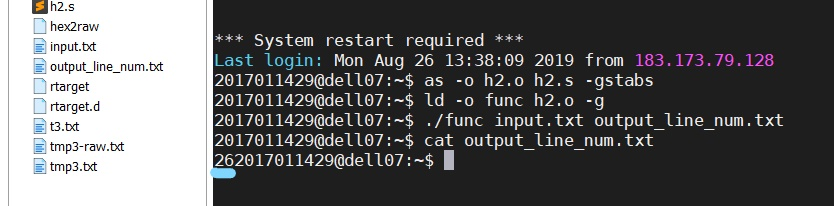 h2.s
hex2raw
input.txt
output_line_num.txt
rtarget
rtarget.d
t3.txt
tmp3-raw.txt
tmp3.txt
*** System restart required ***
Last login: Mon Aug 26 13:38:09 2019 from 183.173.79.128
2017011429@dell07:~$ as -o h2.o h2.s -gstabs
2017011429@dell07:~$ ld -o func h2.o -g
2017011429@dell07:~$ ./func input.txt output_line_num.txt
2017011429@dell07:~$ cat output_line_num.txt
262017011429@dell07:~$